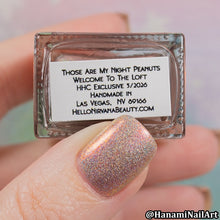 Those Are My Night Peanuts
Welcome To The Loft
HHC Exclusive 3/2026
Handmade in
Las Vegas, NV 89166
HelloNirvanaBeauty.com
@HanamiNailArt